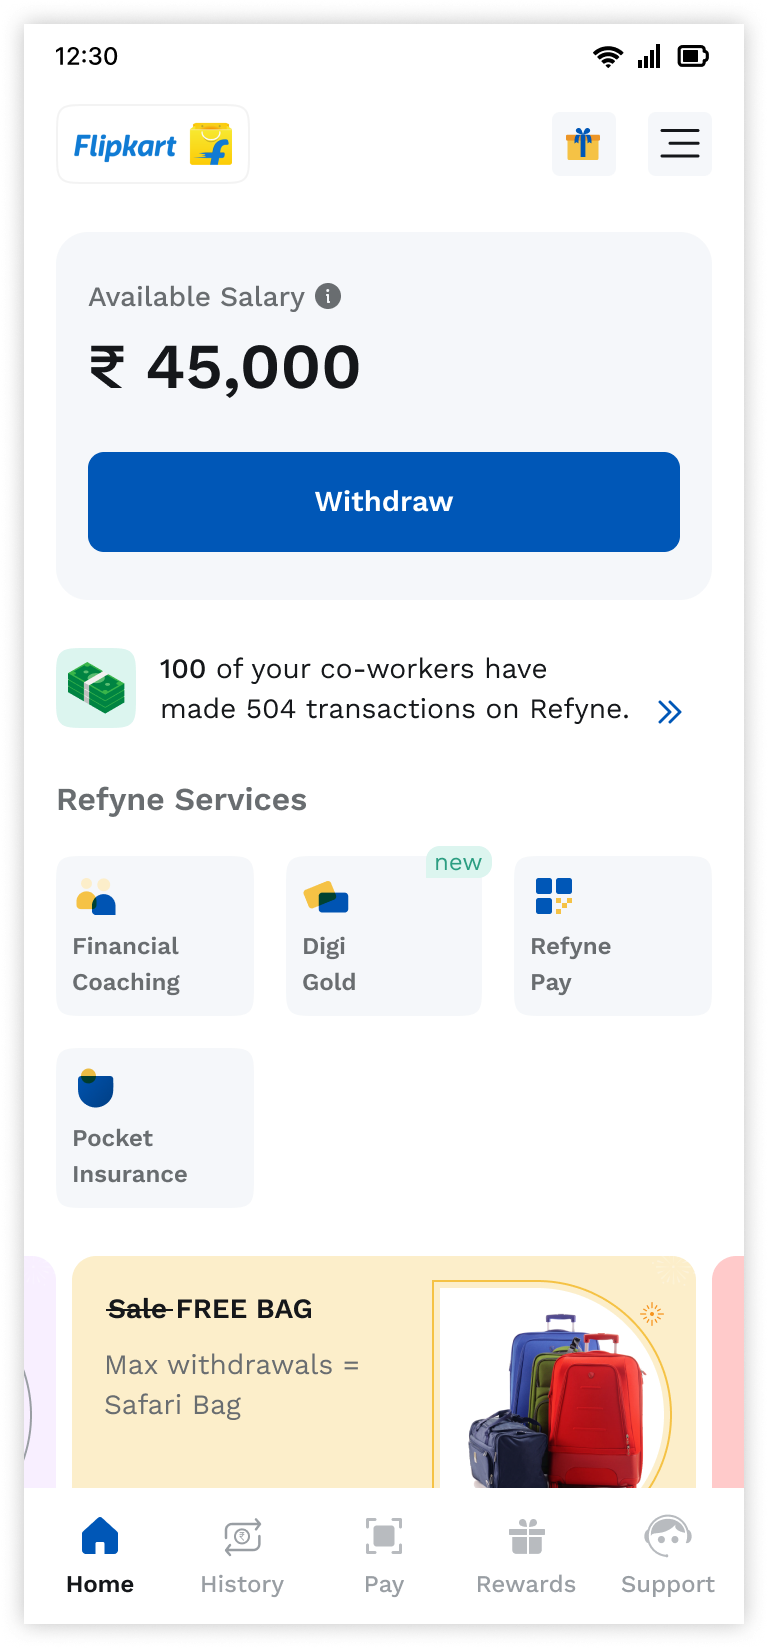 12:30
Flipkart
Available Salary
₹ 45,000
Withdraw
100 of your co-workers have
made 504 transactions on Refyne.
Refyne Services
new
Financial
Coaching
Digi
Gold
Refyne
Pay
Pocket
Insurance
Sale FREE BAG
Max withdrawals =
Safari Bag
Home
History
Pay
Rewards
Support